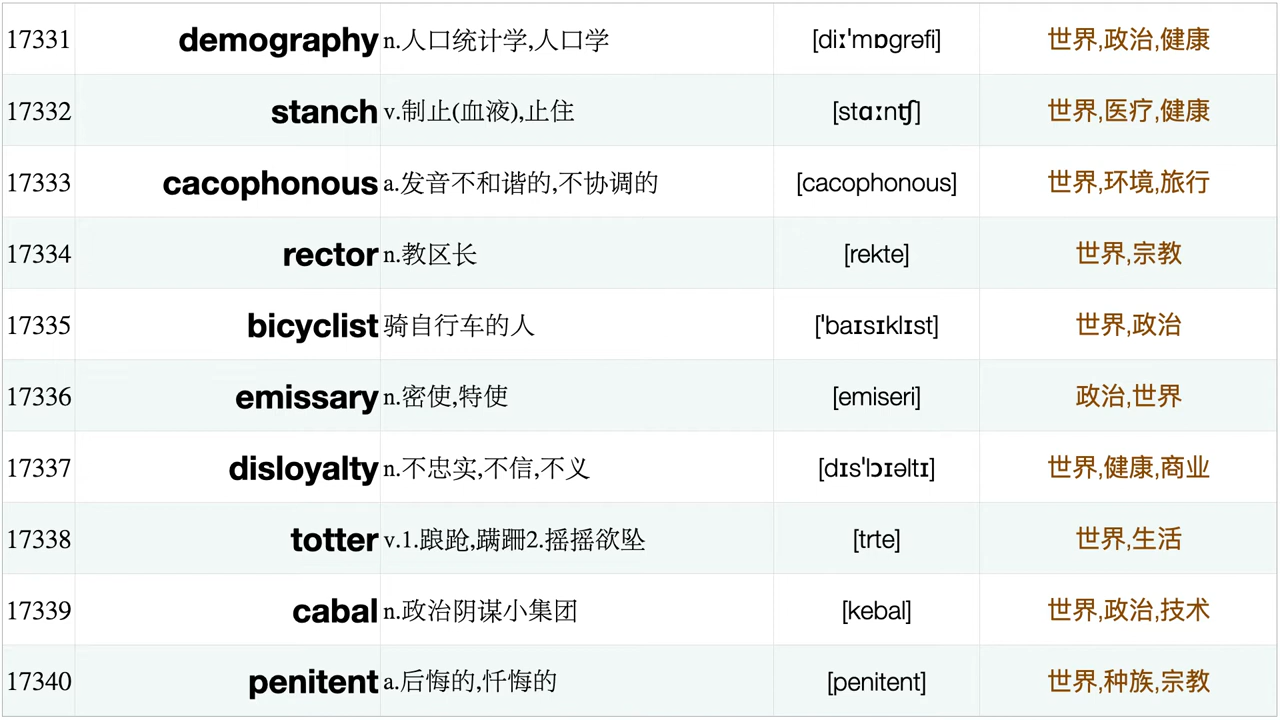 17331 demography n.人口统计学,人口学 [diːˈmɒgrəfi] 世界,政治,健康
17332 stanch v.制止(血液),止住 [stɑːnʧ] 世界,医疗,健康
17333 cacophonous a.发音不和谐的,不协调的 [cacophonous] 世界,环境,旅行
17334 rector n.教区长 [rekte] 世界,宗教
17335 bicyclist 骑自行车的人 [ˈbaɪsɪklɪst] 世界,政治
17336 emissary n.密使,特使 [emiseri] 政治,世界
17337 disloyalty n.不忠实,不信,不义 [dɪsˈlɔɪəltɪ] 世界,健康,商业
17338 totter v.1.踉跄,蹒跚2.摇摇欲坠 [trte] 世界,生活
17339 cabal n.政治阴谋小集团 [kebal] 世界,政治,技术
17340 penitent a.后悔的,忏悔的 [penitent] 世界,种族,宗教